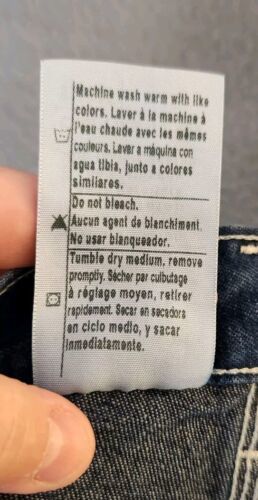 Machine wash warm with like
colors. Laver à la machine à
l'eau chaude avec les mêmes
couleurs. Lavar a máquina con
agua tibia, junto a colores
similares.
Do not bleach.
Aucun agent de blanchiment.
No usar blanqueador.
Tumble dry medium, remove
promptly. Sécher par culbutage
à réglage moyen, retirer
rapidement. Secar en secadora
en ciclo medio, y sacar
inmediatamente.